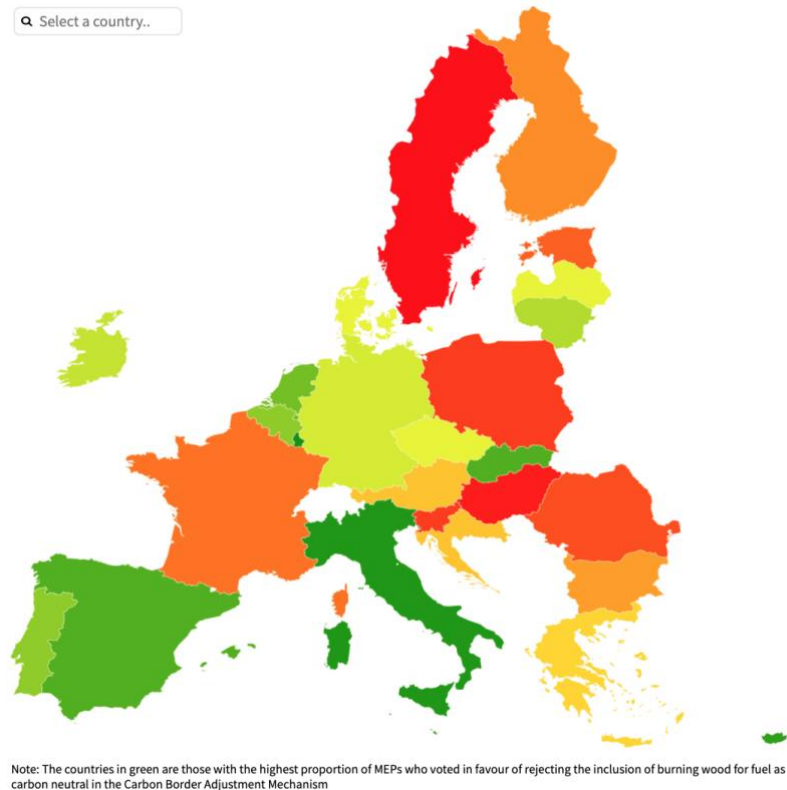 Select a country..
Note: The countries in green are those with the highest proportion of MEPs who voted in favour of rejecting the inclusion of burning wood for fuel as
carbon neutral in the Carbon Border Adjustment Mechanism